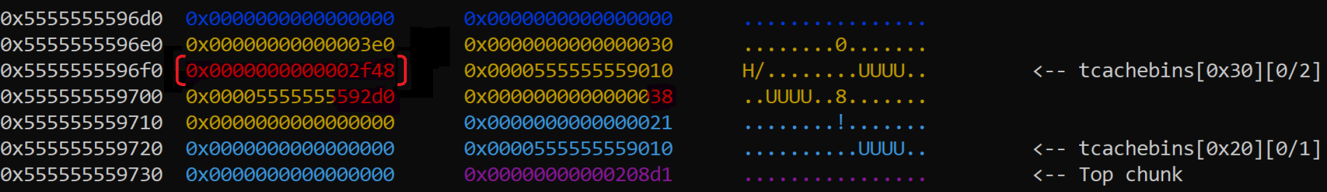 0x5555555596d0 0x0000000000000000 0x0000000000000000 ................
0x5555555596e0 0x00000000000003e0 0x0000000000000030 ........0.......
0x5555555596f0 0x0000000000002f48 0x0000555555559010 H/........UUUU.. <-- tcachebins[0x30][0/2]
0x555555559700 0x00005555555592d0 0x0000000000000038 ..UUUU..8.......
0x555555559710 0x0000000000000000 0x0000000000000021 ........!.......
0x555555559720 0x0000000000000000 0x0000555555559010 ..........UUUU.. <-- tcachebins[0x20][0/1]
0x555555559730 0x0000000000000000 0x00000000000208d1 ................ <-- Top chunk